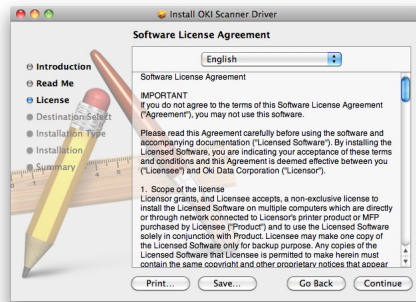 Install OKI Scanner Driver
Software License Agreement
English
Introduction
Read Me
License
Destination Select
Installation Type
Installation
Summary
Software License Agreement
IMPORTANT
If you do not agree to the terms of this Software License Agreement
("Agreement"), you may not use this software.
Please read this Agreement carefully before using the software and
accompanying documentation ("Licensed Software"). By installing the
Licensed Software, you are indicating your acceptance of these terms
and conditions and this Agreement is deemed effective between you
("Licensee") and Oki Data Corporation ("Licensor").
1. Scope of the license
Licensor grants, and Licensee accepts, a non-exclusive license to
install the Licensed Software on multiple computers which are directly
or through network connected to Licensor's printer product or MFP
purchased by Licensee ("Product") and to use the Licensed Software
solely in conjunction with Product. Licensee may make one copy of
the Licensed Software only for backup purpose. Any copies of the
Licensed Software that Licensee is permitted to make herein must
contain the same copyright and other proprietary notices that appear
Print...
Save...
Go Back
Continue